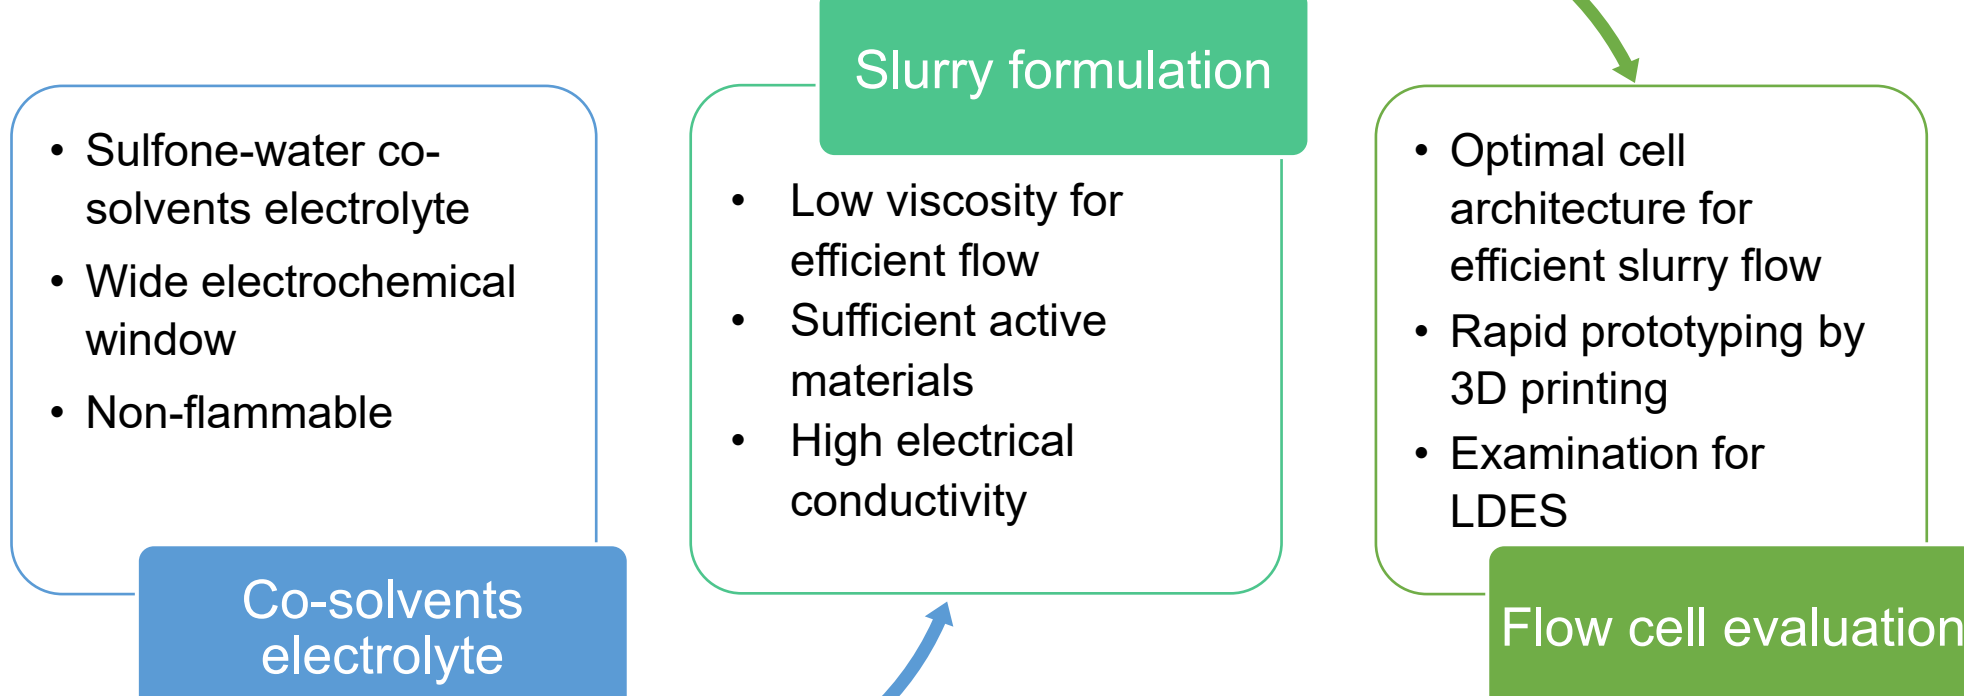 • Sulfone-water co-
solvents electrolyte
• Wide electrochemical
window
• Non-flammable
Co-solvents
electrolyte
Slurry formulation
• Low viscosity for
efficient flow
• Sufficient active
materials
• High electrical
conductivity
• Optimal cell
architecture for
efficient slurry flow
• Rapid prototyping by
3D printing
• Examination for
LDES
Flow cell evaluation